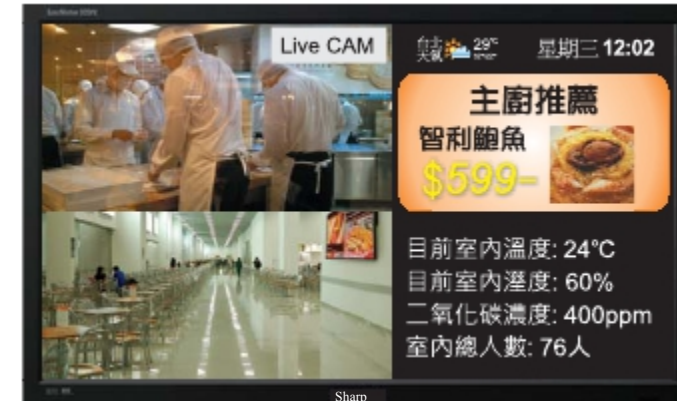 Live CAM
29°C
星期三 12:02
主廚推薦
智利鮑魚
$599-
目前室內溫度: 24°C
目前室內溼度: 60%
二氧化碳濃度: 400ppm
室內總人數: 76人
Sharp